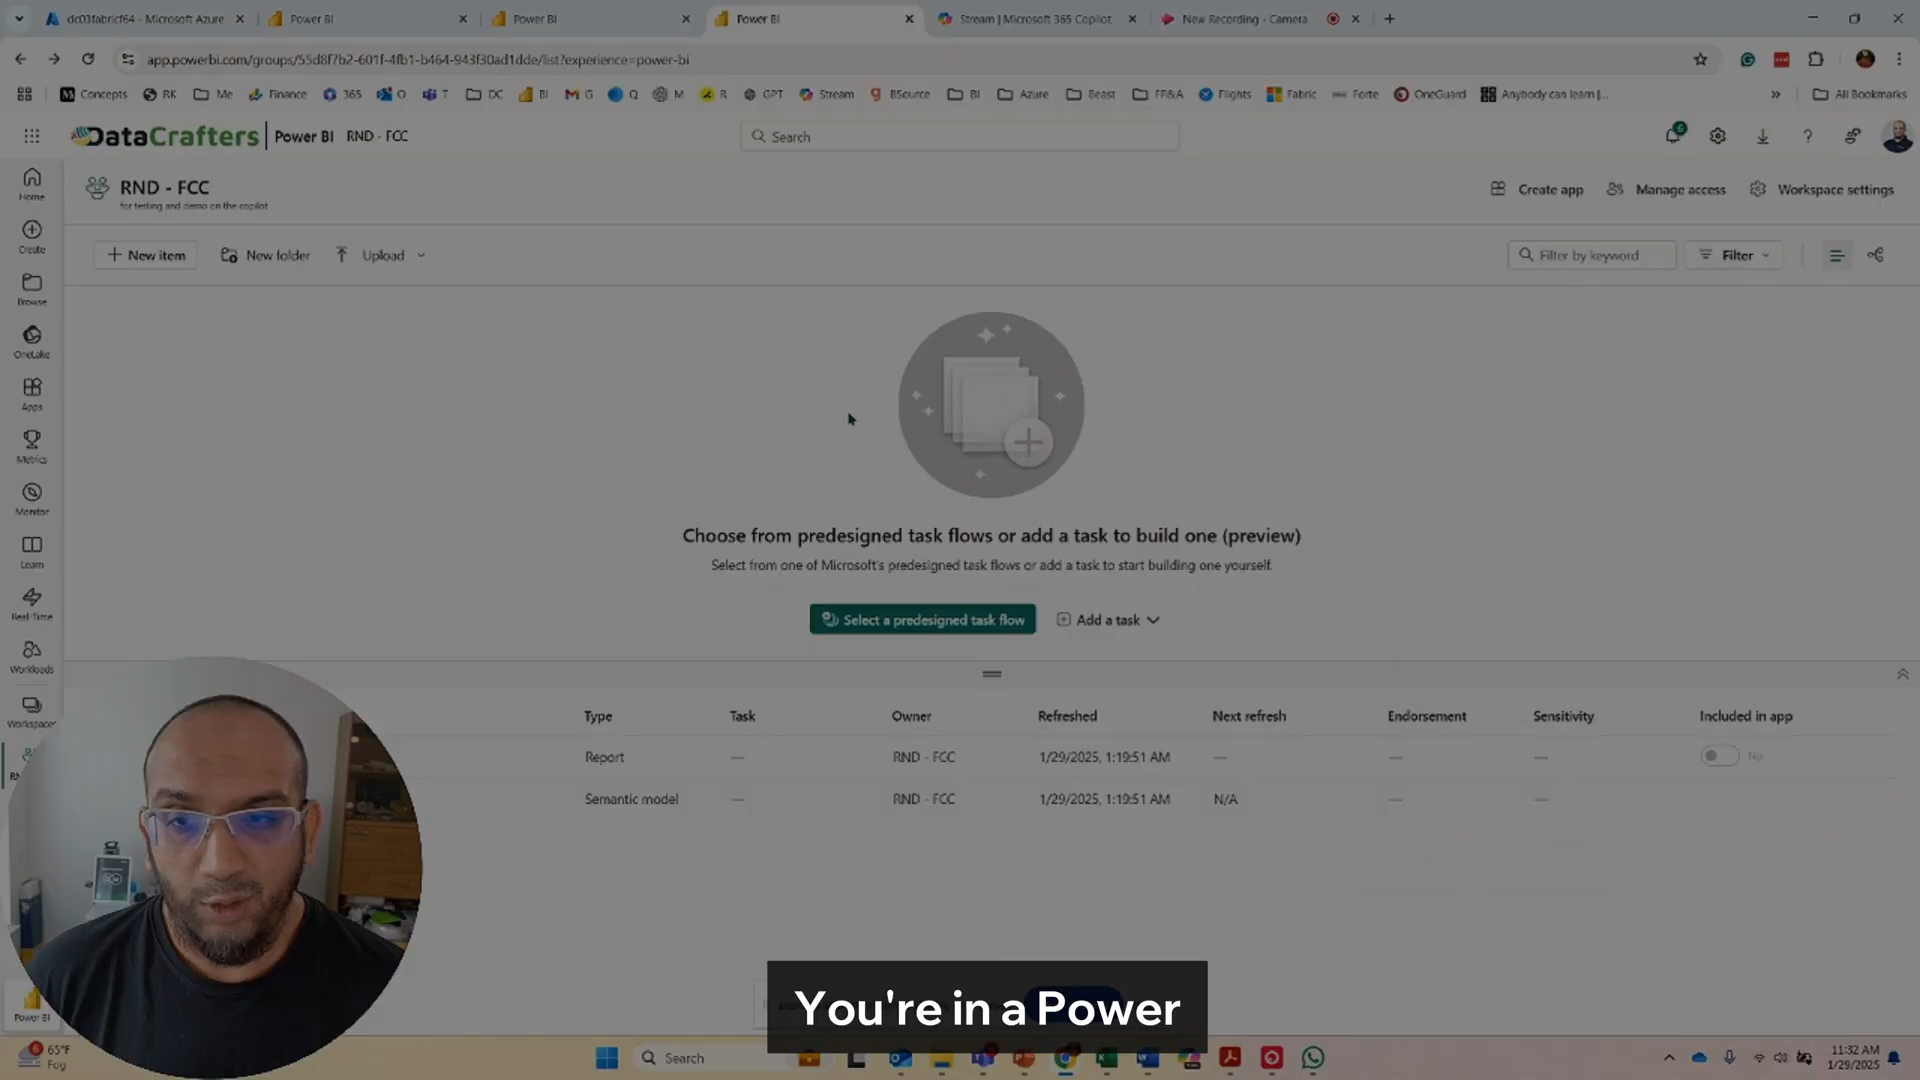 dc03fabricf64 - Microsoft Azure
Power BI
Power BI
Power BI
Stream | Microsoft 365 Copilot
New Recording - Camera
app.powerbi.com/groups/55d8f7b2-601f-4fb1-b464-943f30ad1dde/list?experience=power-bi
Concepts
RK
Me
Finance
365
O
T
DC
BI
G
Q
M
R
GPT
Stream
BSource
BI
Azure
Beast
FP&A
Flights
Fabric
Forte
OneGuard
Anybody can learn |...
All Bookmarks
DataCrafters
Power BI
RND - FCC
Search
6
Home
Create
Browse
OneLake
Apps
Metrics
Monitor
Learn
Real-Time
Workloads
Workspaces
Power BI
RND - FCC
for testing and demo on the copilot
Create app
Manage access
Workspace settings
New item
New folder
Upload
Filter by keyword
Filter
Choose from predesigned task flows or add a task to build one (preview)
Select from one of Microsoft's predesigned task flows or add a task to start building one yourself.
Select a predesigned task flow
Add a task
Type Task Owner Refreshed Next refresh Endorsement Sensitivity Included in app
Report — RND - FCC 1/29/2025, 1:19:51 AM — — — No
Semantic model — RND - FCC 1/29/2025, 1:19:51 AM N/A — —
You're in a Power
6
65°F
Fog
Search
11:32 AM
1/29/2025